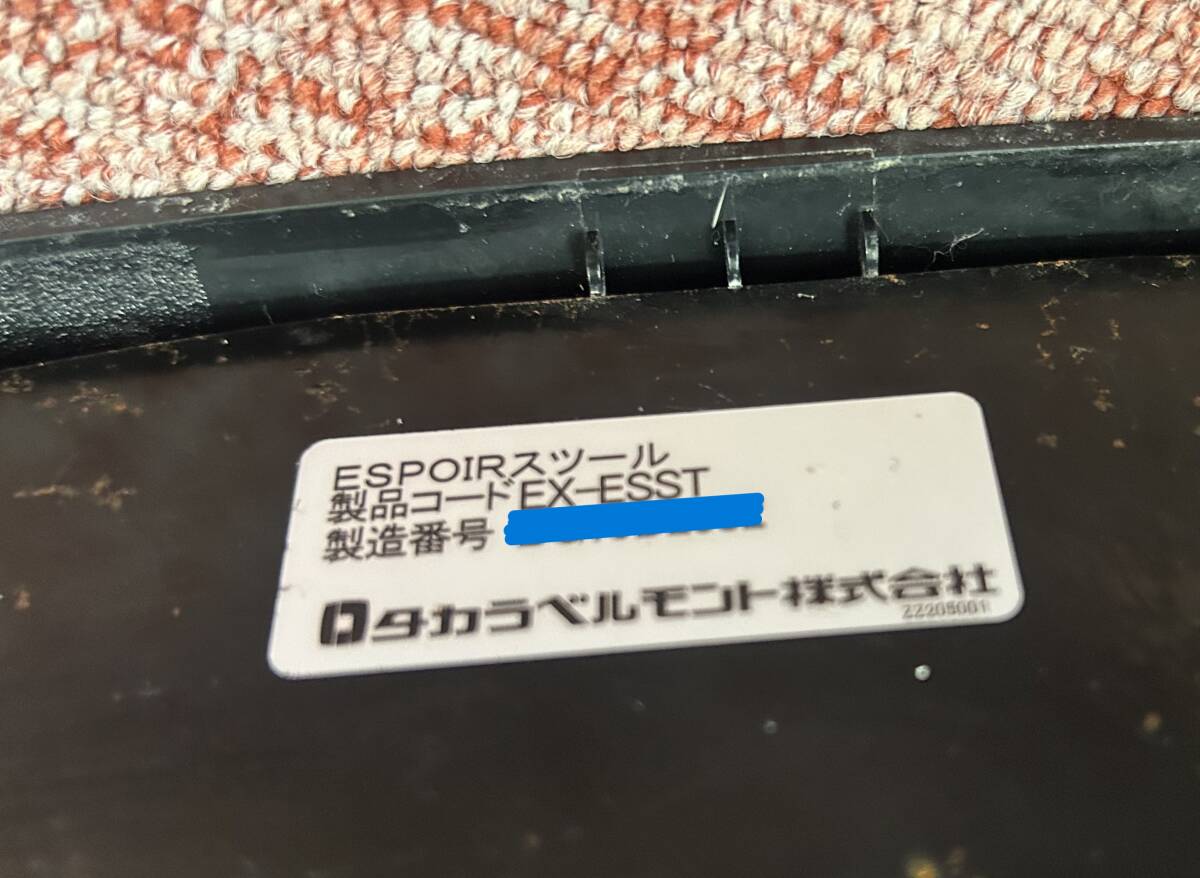 ESPOIRスツール
製品コードEX-ESST
製造番号
タカラベルモント株式会社
ZZ205001